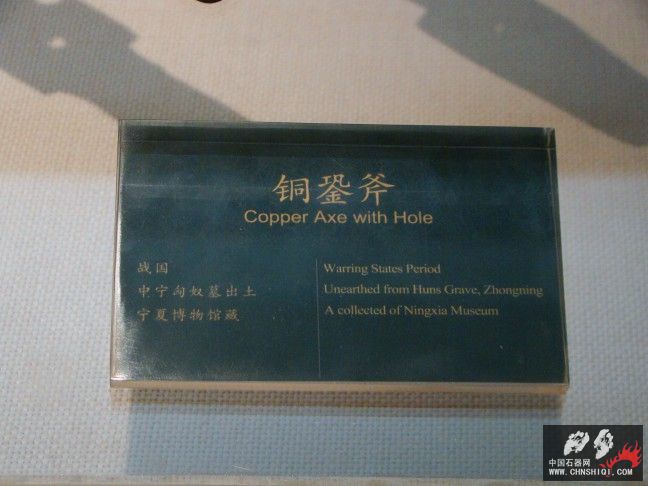 铜銎斧
Copper Axe with Hole
战国
中宁匈奴墓出土
宁夏博物馆藏
Warring States Period
Unearthed from Huns Grave, Zhongning
A collected of Ningxia Museum
中国石器网
WWW.CHNSHIQI.COM